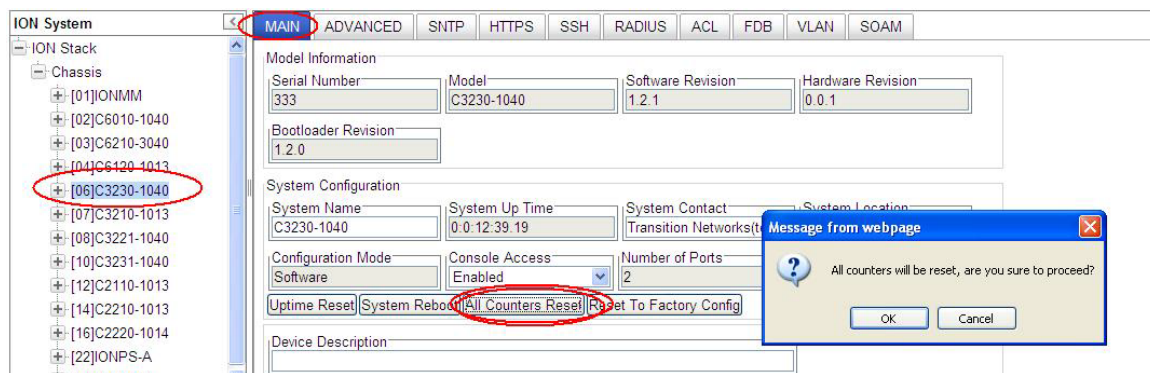 ION System
MAIN ADVANCED SNTP HTTPS SSH RADIUS ACL FDB VLAN SOAM
ION Stack
Chassis
[01]IONMM
[02]C6010-1040
[03]C6210-3040
[04]C6120-1013
[06]C3230-1040
[07]C3210-1013
[08]C3221-1040
[10]C3231-1040
[12]C2110-1013
[14]C2210-1013
[16]C2220-1014
[22]IONPS-A
Model Information
Serial Number Model Software Revision Hardware Revision
333 C3230-1040 1.2.1 0.0.1
Bootloader Revision
1.2.0
System Configuration
System Name System Up Time System Contact System Location
C3230-1040 0:0:12:39.19 Transition Networks(te
Configuration Mode Console Access Number of Ports
Software Enabled 2
Uptime Reset System Reboot All Counters Reset Reset To Factory Config
Device Description
Message from webpage
All counters will be reset, are you sure to proceed?
OK Cancel